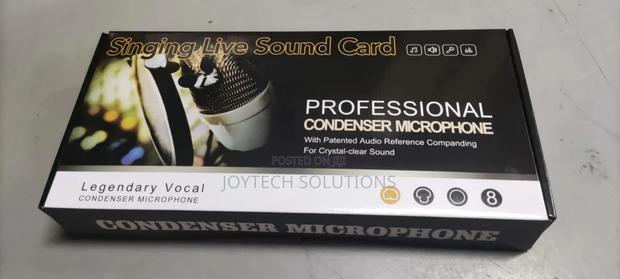 Singing Live Sound Card
PROFESSIONAL
CONDENSER MICROPHONE
With Patented Audio Reference Companding
For Crystal-clear Sound
POSTED ON JIJI
JOYTECH SOLUTIONS
Legendary Vocal
CONDENSER MICROPHONE
8
CONDENSER MICROPHONE